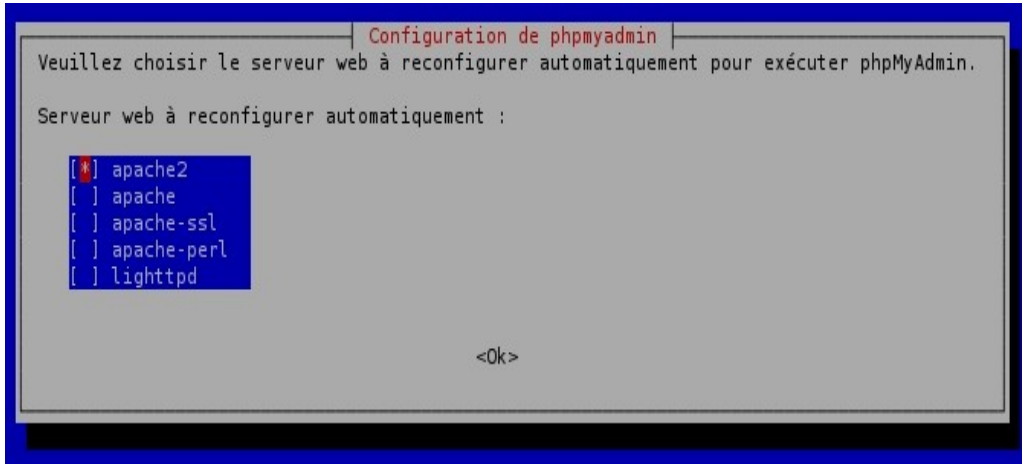 Configuration de phpmyadmin
Veuillez choisir le serveur web à reconfigurer automatiquement pour exécuter phpMyAdmin.
Serveur web à reconfigurer automatiquement :
[*] apache2
[ ] apache
[ ] apache-ssl
[ ] apache-perl
[ ] lighttpd
<Ok>